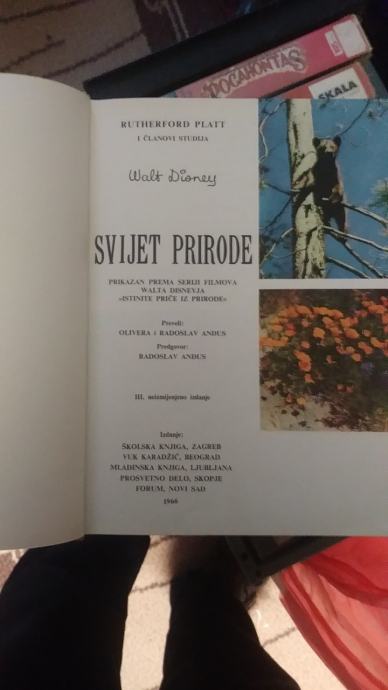 POCAHONTAS
SKALA
RUTHERFORD PLATT
I ČLANOVI STUDIJA
Walt Disney
SVIJET PRIRODE
PRIKAZAN PREMA SERIJI FILMOVA
WALTA DISNEYJA
»ISTINITE PRIČE IZ PRIRODE«
Preveli:
OLIVERA i RADOSLAV ANDUS
Predgovor:
RADOSLAV ANDUS
III. neizmijenjeno izdanje
Izdanje:
ŠKOLSKA KNJIGA, ZAGREB
VUK KARADŽIĆ, BEOGRAD
MLADINSKA KNJIGA, LJUBLJANA
PROSVETNO DELO, SKOPJE
FORUM, NOVI SAD
1966